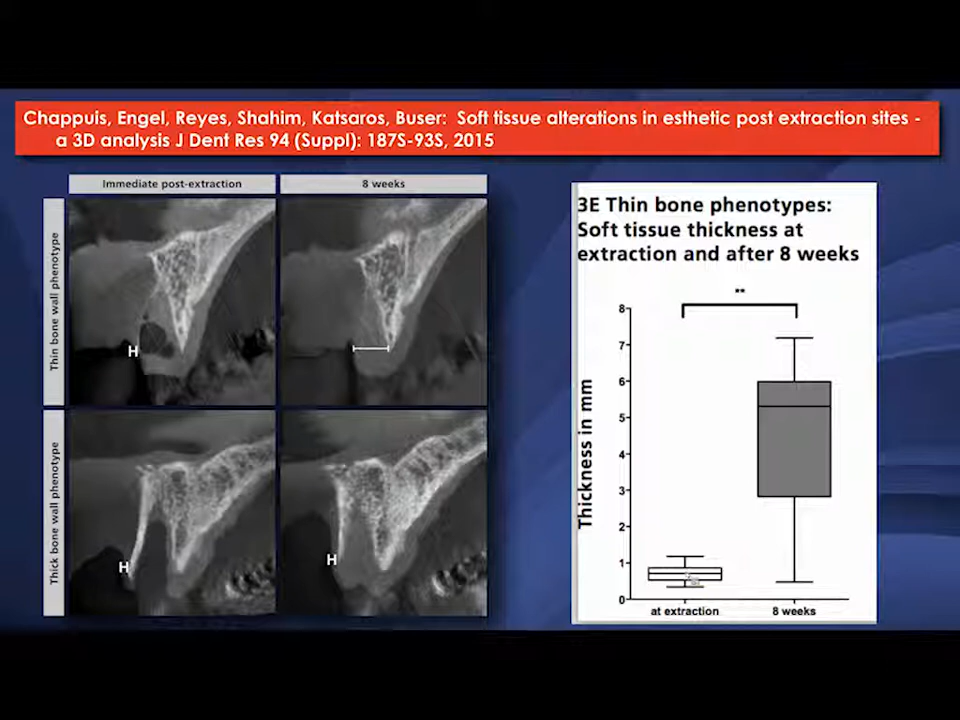 Chappuis, Engel, Reyes, Shahim, Katsaros, Buser: Soft tissue alterations in esthetic post extraction sites -
a 3D analysis J Dent Res 94 (Suppl): 187S-93S, 2015
Immediate post-extraction
8 weeks
Thin bone wall phenotype
H
Thick bone wall phenotype
H
H
3E Thin bone phenotypes:
Soft tissue thickness at
extraction and after 8 weeks
**
Thickness in mm
8
7
6
5
4
3
2
1
0
at extraction
8 weeks